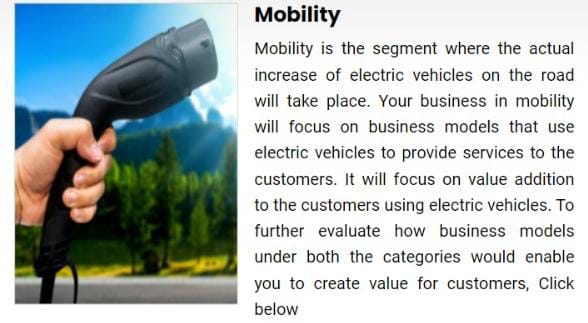 Mobility
Mobility is the segment where the actual
increase of electric vehicles on the road
will take place. Your business in mobility
will focus on business models that use
electric vehicles to provide services to the
customers. It will focus on value addition
to the customers using electric vehicles. To
further evaluate how business models
under both the categories would enable
you to create value for customers, Click
below